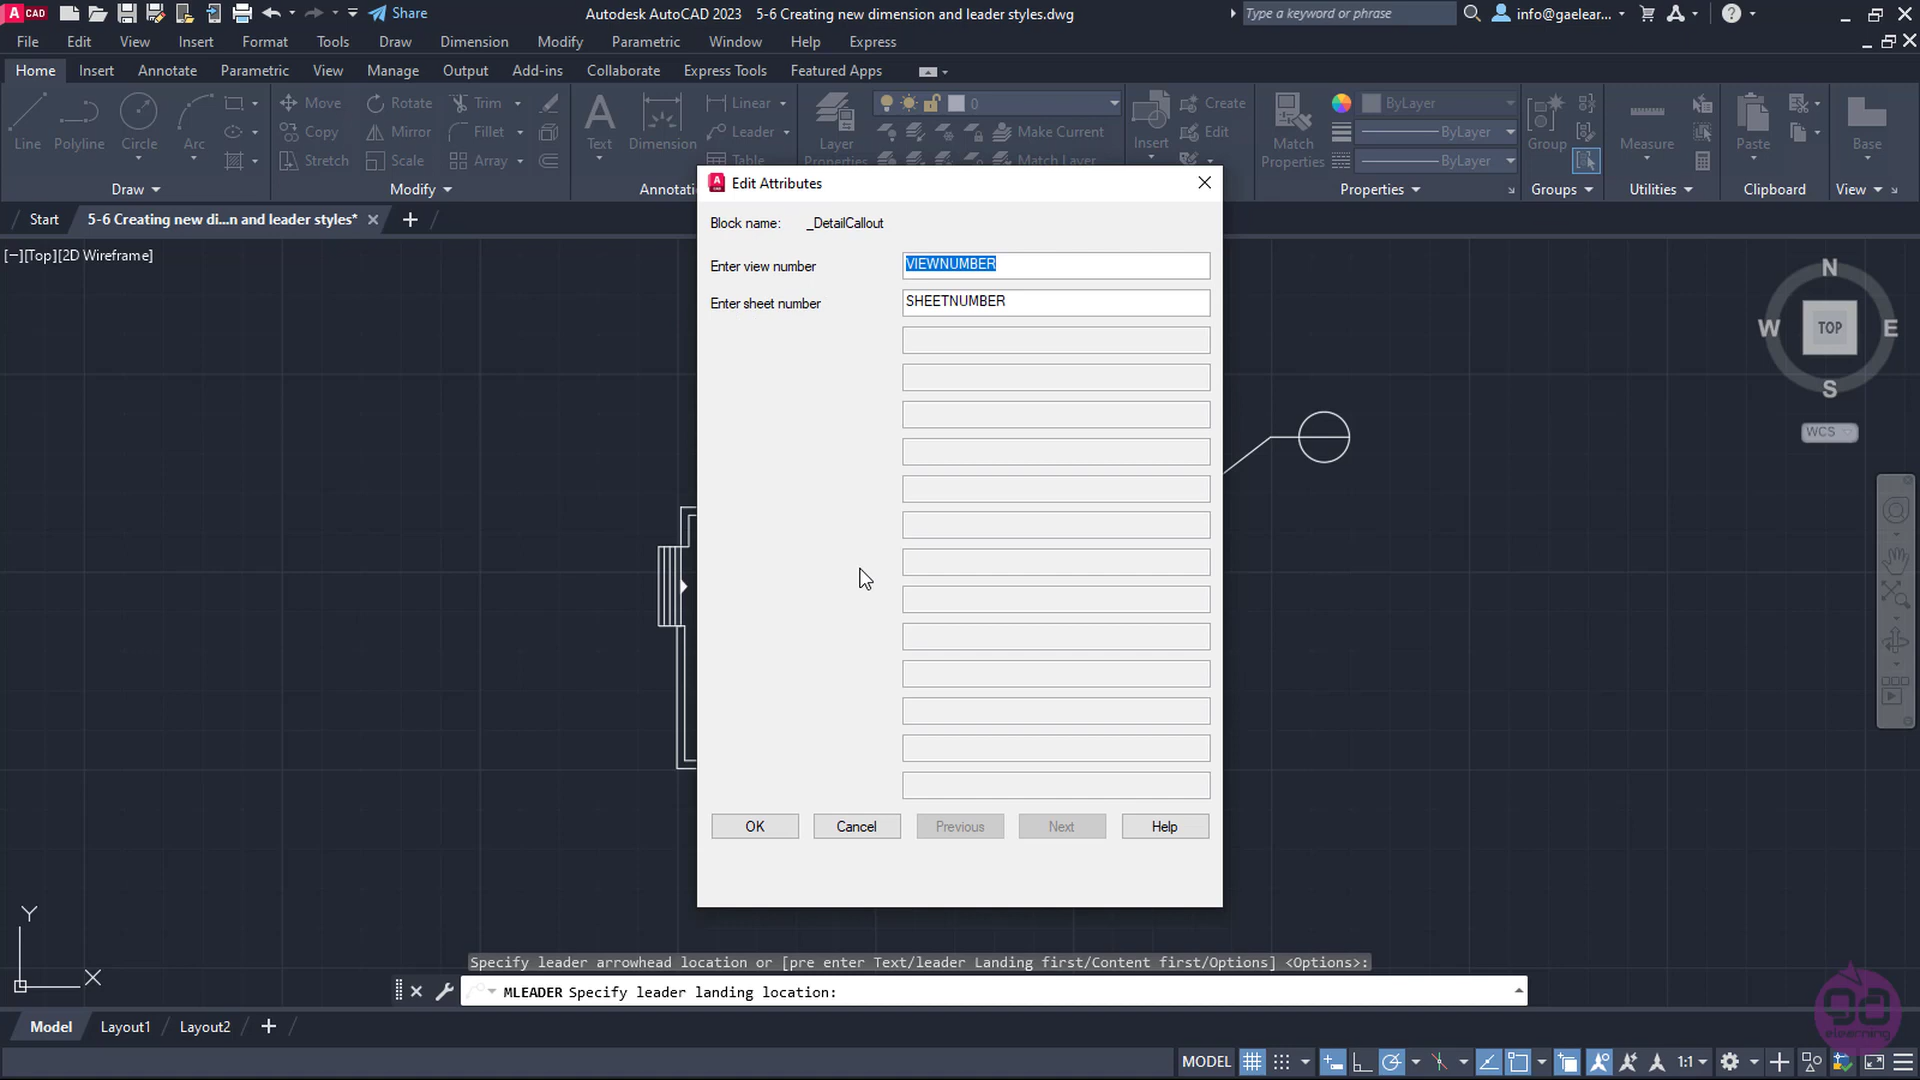 A CAD Share Autodesk AutoCAD 2023 5-6 Creating new dimension and leader styles.dwg Type a keyword or phrase info@gaelear...
File Edit View Insert Format Tools Draw Dimension Modify Parametric Window Help Express
Home Insert Annotate Parametric View Manage Output Add-ins Collaborate Express Tools Featured Apps
Move Rotate Trim Linear 0 Create ByLayer
Line Polyline Circle Arc Copy Mirror Fillet Text Dimension Leader Layer Properties Make Current Insert Edit Match Properties ByLayer Group Measure Paste Base
Stretch Scale Array Table Match Layer ByLayer
Draw Modify Annotati Properties Groups Utilities Clipboard View
Start 5-6 Creating new di...n and leader styles*
[−][Top][2D Wireframe]
Edit Attributes
Block name: _DetailCallout
Enter view number VIEWNUMBER
Enter sheet number SHEETNUMBER
OK Cancel Previous Next Help
N
W TOP E
S
WCS
Y
X
Specify leader arrowhead location or [pre enter Text/leader Landing first/Content first/Options] <Options>:
MLEADER Specify leader landing location:
Model Layout1 Layout2
MODEL 1:1
ga
elearning